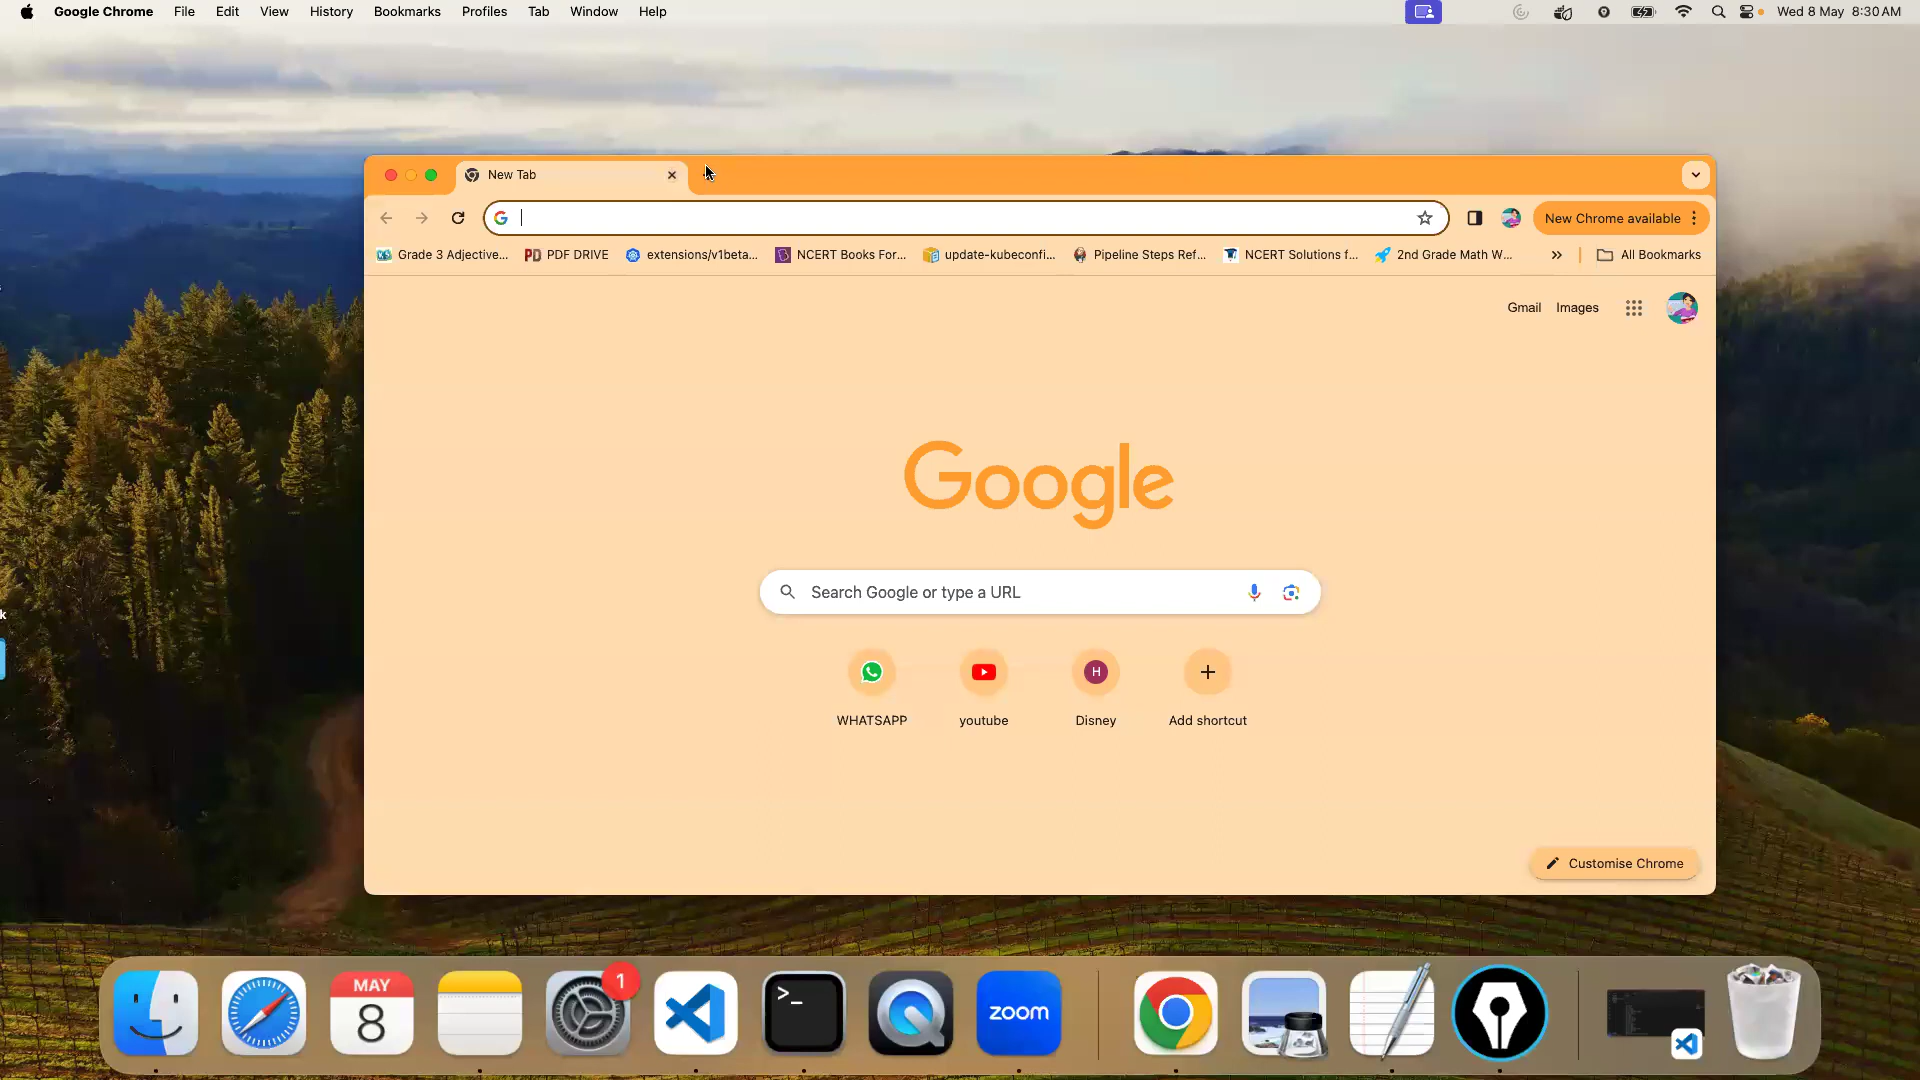 Google Chrome File Edit View History Bookmarks Profiles Tab Window Help Wed 8 May 8:30 AM
New Tab
New Chrome available
Grade 3 Adjective... PDF DRIVE extensions/v1beta... NCERT Books For... update-kubeconfi... Pipeline Steps Ref... NCERT Solutions f... 2nd Grade Math W... » All Bookmarks
Gmail Images
Google
Search Google or type a URL
H
WHATSAPP youtube Disney Add shortcut
Customise Chrome
k
MAY
8
1
>_
zoom